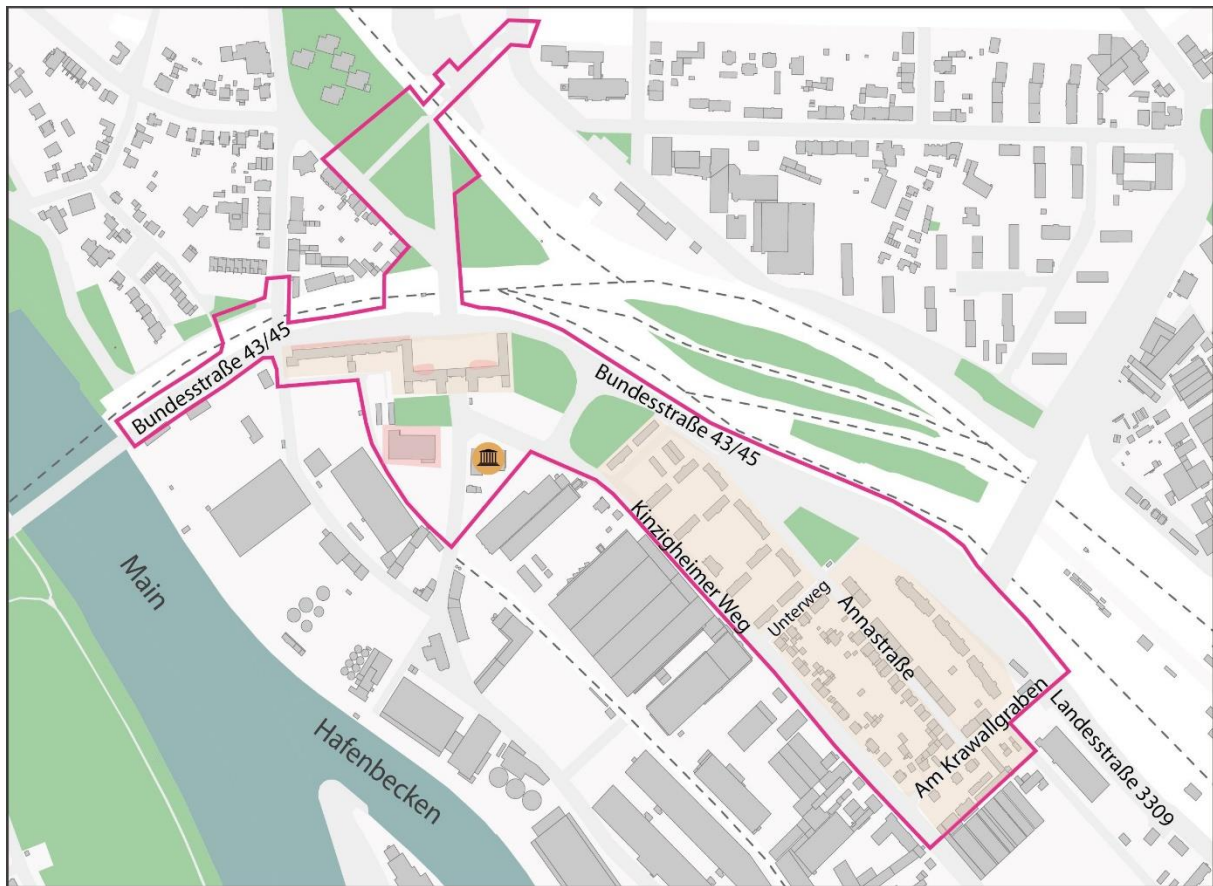 Bundesstraße 43/45
Bundesstraße 43/45
Kinzigheimer Weg
Unterweg
Annastraße
Main
Hafenbecken
Am Krawallgraben
Landesstraße 3309